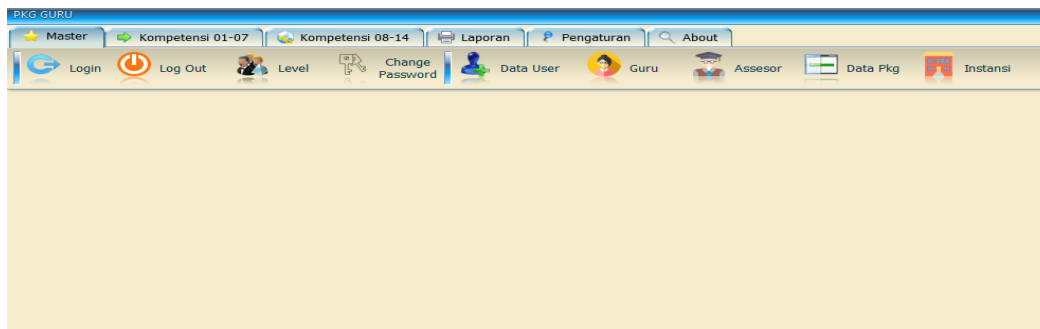 PKG GURU
Master Kompetensi 01-07 Kompetensi 08-14 Laporan Pengaturan About
Login Log Out Level Change Password Data User Guru Assesor Data Pkg Instansi